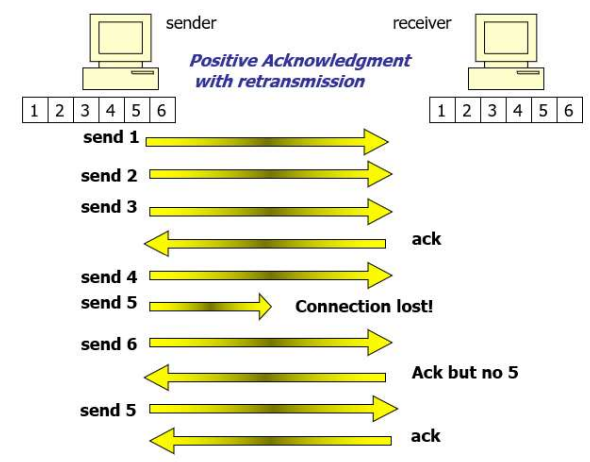 sender
receiver
Positive Acknowledgment
with retransmission
1 2 3 4 5 6
1 2 3 4 5 6
send 1
send 2
send 3
ack
send 4
send 5
Connection lost!
send 6
Ack but no 5
send 5
ack